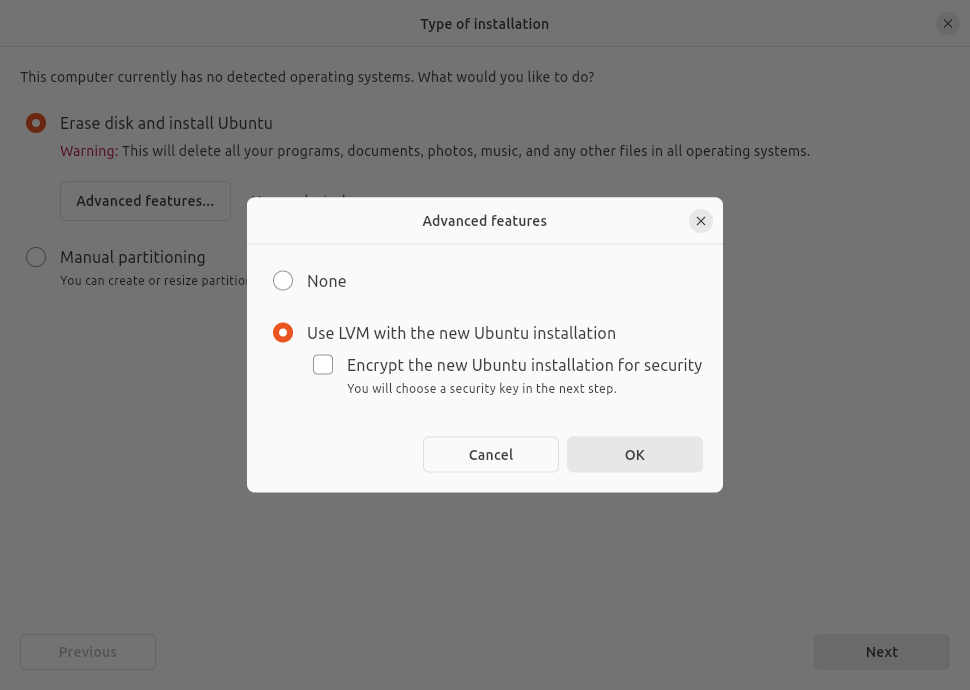 Type of installation
This computer currently has no detected operating systems. What would you like to do?
Erase disk and install Ubuntu
Warning: This will delete all your programs, documents, photos, music, and any other files in all operating systems.
Advanced features...
Manual partitioning
You can create or resize
Advanced features
None
Use LVM with the new Ubuntu installation
Encrypt the new Ubuntu installation for security
You will choose a security key in the next step.
Cancel
OK
Previous
Next